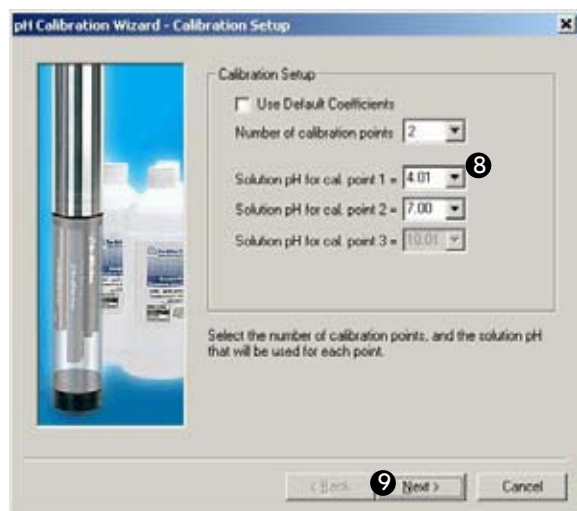 pH Calibration Wizard - Calibration Setup
Calibration Setup
Use Default Coefficients
Number of calibration points 2
Solution pH for cal. point 1 = 4.01 8
Solution pH for cal. point 2 = 7.00
Solution pH for cal. point 3 = 10.01
Select the number of calibration points, and the solution pH
that will be used for each point.
< Back 9 Next > Cancel